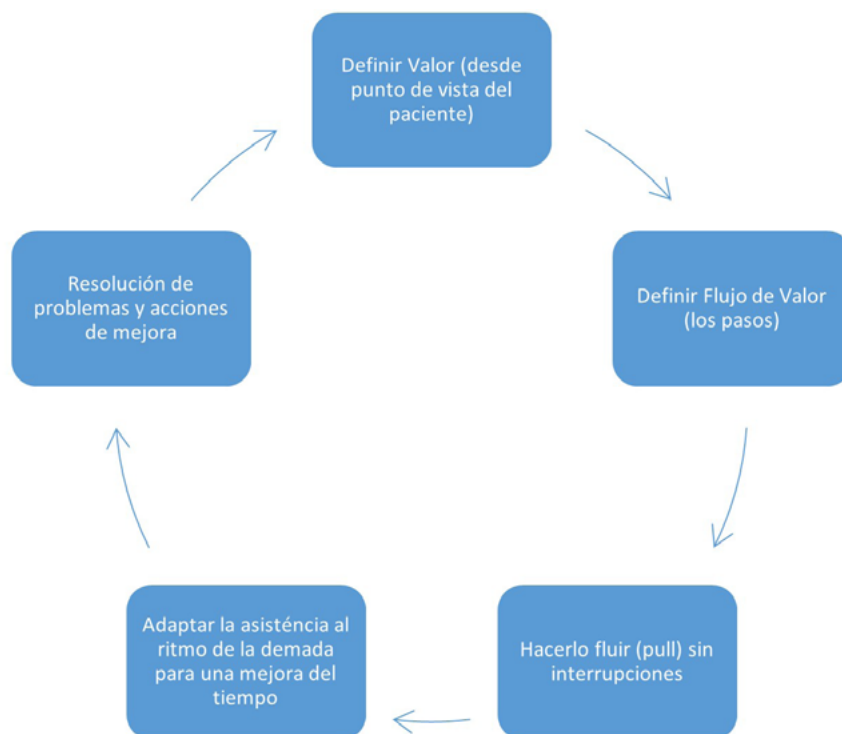 Definir Valor (desde
punto de vista del
paciente)
Definir Flujo de Valor
(los pasos)
Hacerlo fluir (pull) sin
interrupciones
Adaptar la asisténcia al
ritmo de la demada
para una mejora del
tiempo
Resolución de
problemas y acciones
de mejora